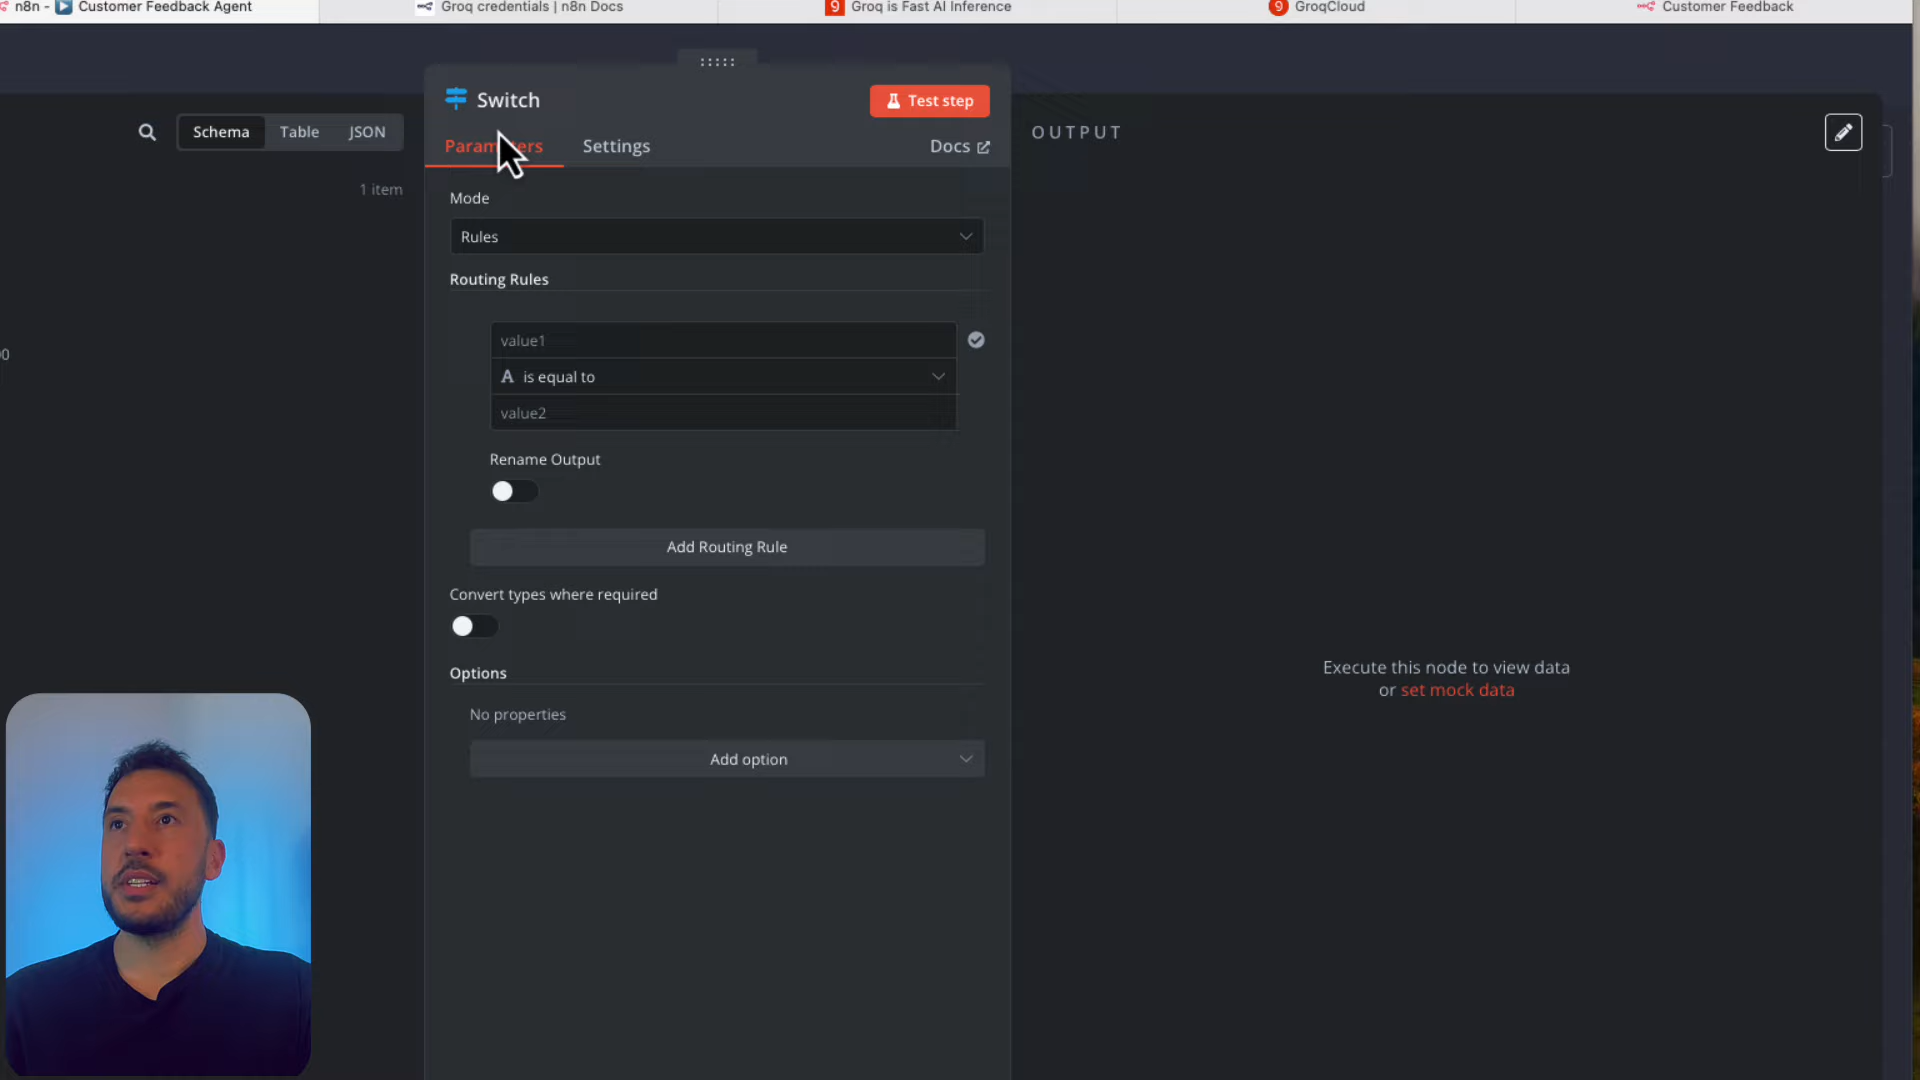 n8n - Customer Feedback Agent
Groq credentials | n8n Docs
Groq is Fast AI Inference
GroqCloud
Customer Feedback
Switch
Test step
Schema
Table
JSON
OUTPUT
Parameters
Settings
Docs
1 item
Mode
Rules
Routing Rules
value1
A is equal to
value2
Rename Output
Add Routing Rule
Convert types where required
Options
No properties
Add option
Execute this node to view data
or set mock data